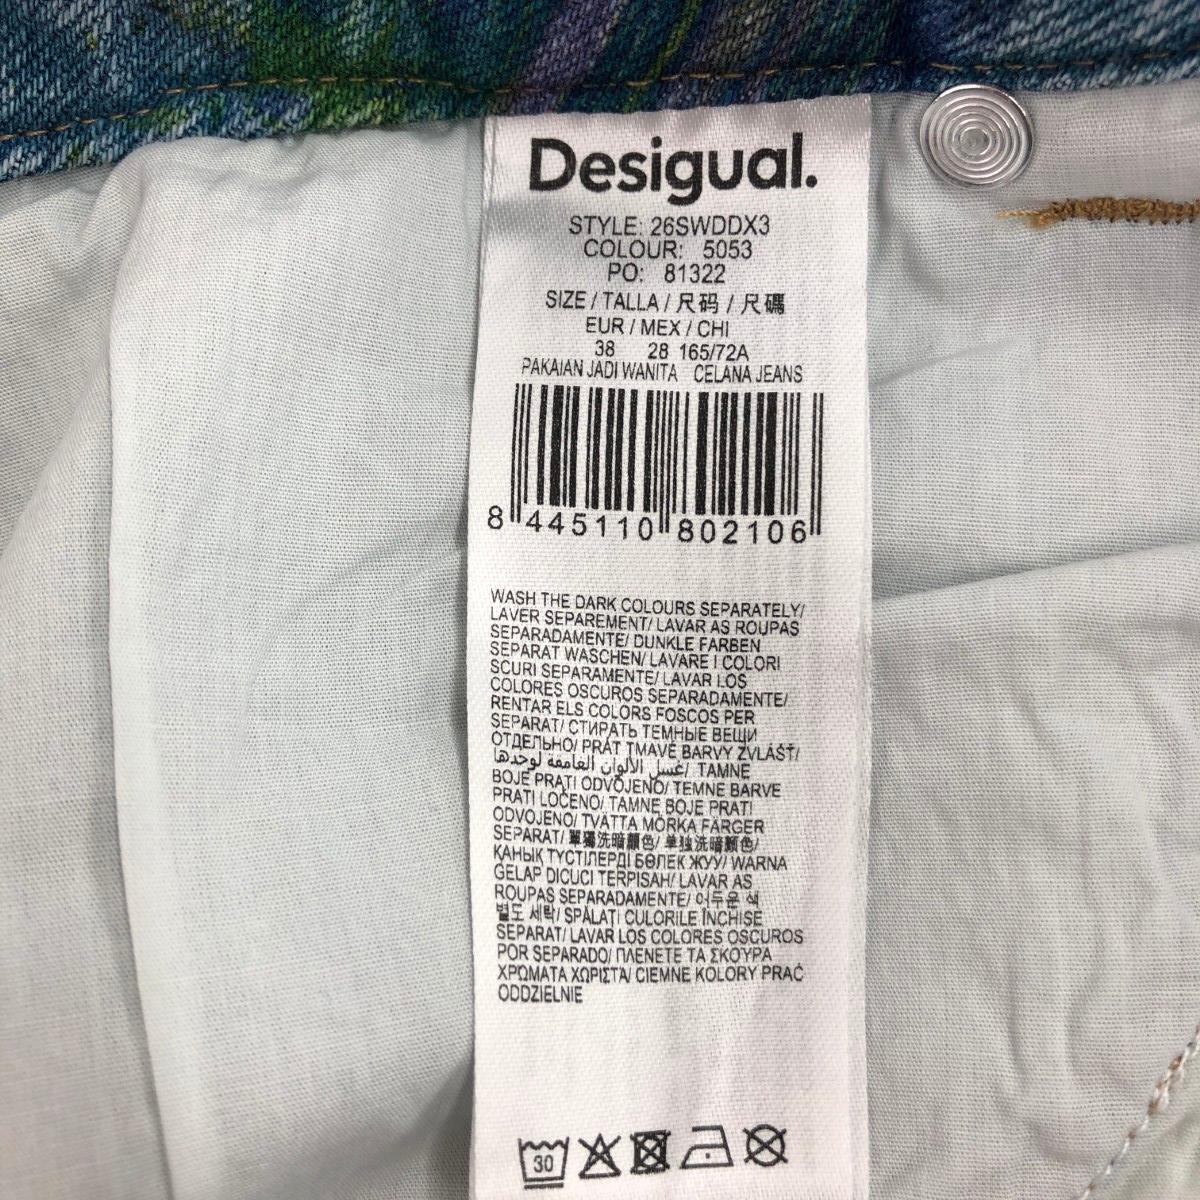 Desigual.
STYLE: 26SWDDX3
COLOUR: 5053
PO: 81322
SIZE / TALLA / 尺码 / 尺碼
EUR / MEX / CHI
38 28 165/72A
PAKAIAN JADI WANITA CELANA JEANS
8 445110 802106
WASH THE DARK COLOURS SEPARATELY/
LAVER SEPAREMENT/ LAVAR AS ROUPAS
SEPARADAMENTE/ DUNKLE FARBEN
SEPARAT WASCHEN/ LAVARE I COLORI
SCURI SEPARAMENTE/ LAVAR LOS
COLORES OSCUROS SEPARADAMENTE/
RENTAR ELS COLORS FOSCOS PER
SEPARAT/ СТИРАТЬ ТЕМНЫЕ ВЕЩИ
ОТДЕЛЬНО/ PRÁT TMAVÉ BARVY ZVLÁŠŤ/
غسل الألوان الغامقة لوحدها/ TAMNE
BOJE PRATI ODVOJENO/ TEMNE BARVE
PRATI LOČENO/ TAMNE BOJE PRATI
ODVOJENO/ TVÄTTA MÖRKA FÄRGER
SEPARAT/ 單獨洗暗顏色/ 单独洗暗颜色/
ҚАНЫҚ ТҮСТІЛЕРДІ БӨЛЕК ЖУУ/ WARNA
GELAP DICUCI TERPISAH/ LAVAR AS
ROUPAS SEPARADAMENTE/ 어두운 색
별도 세탁/ SPĂLAȚI CULORILE ÎNCHISE
SEPARAT/ LAVAR LOS COLORES OSCUROS
POR SEPARADO/ ΠΛΕΝΕΤΕ ΤΑ ΣΚΟΥΡΑ
ΧΡΩΜΑΤΑ ΧΩΡΙΣΤΑ/ CIEMNE KOLORY PRAĆ
ODDZIELNIE
30